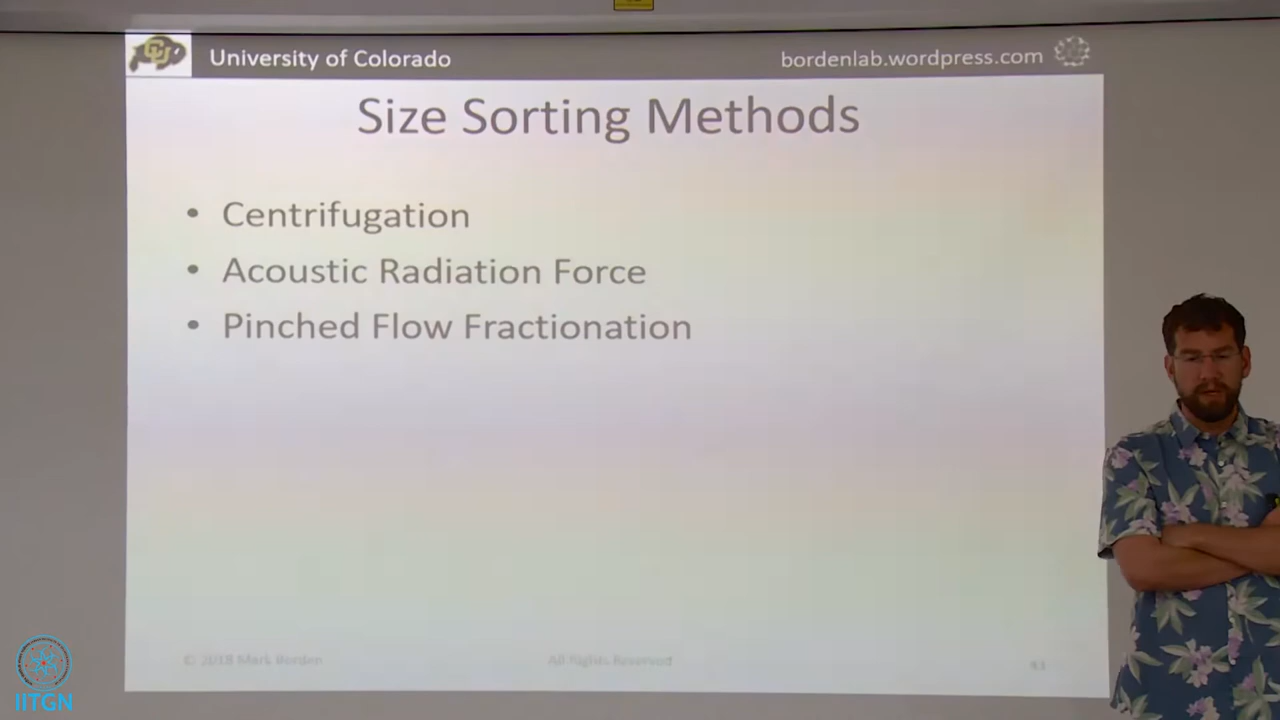 CU
University of Colorado
bordenlab.wordpress.com
Size Sorting Methods
• Centrifugation
• Acoustic Radiation Force
• Pinched Flow Fractionation
© 2018 Mark Borden
All Rights Reserved
IITGN